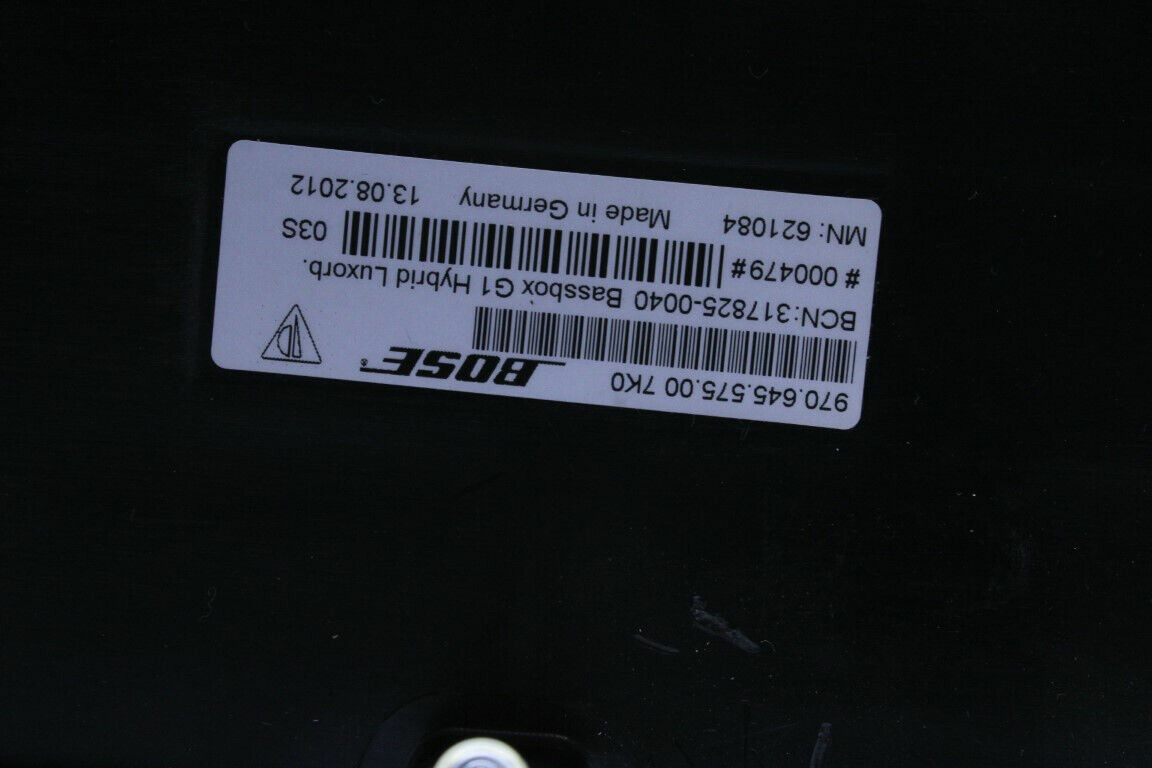 970.645.575.00 7K0
BOSE®
BCN:317825-0040 Bassbox G1 Hybrid Luxorb.
# 000479#
03S
MN: 621084 Made in Germany 13.08.2012